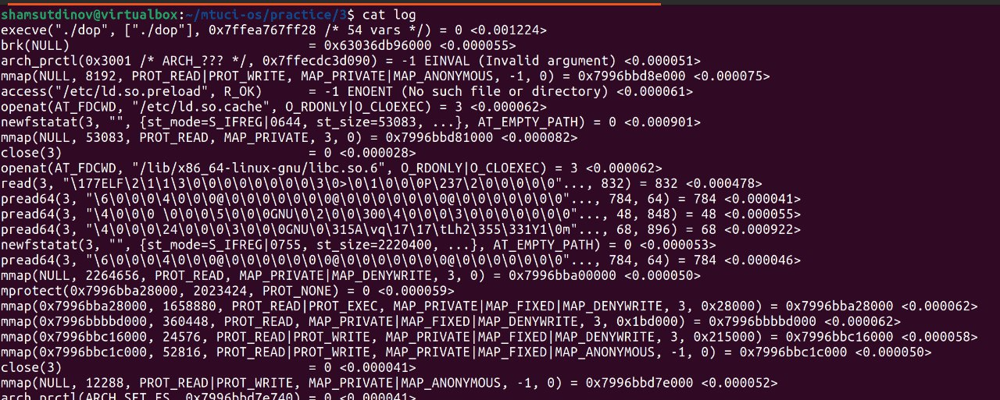 shamsutdinov@virtualbox:~/mtuci-os/practice/3$ cat log
execve("./dop", ["./dop"], 0x7ffea767ff28 /* 54 vars */) = 0 <0.001224>
brk(NULL)                               = 0x63036db96000 <0.000055>
arch_prctl(0x3001 /* ARCH_??? */, 0x7ffecdc3d090) = -1 EINVAL (Invalid argument) <0.000051>
mmap(NULL, 8192, PROT_READ|PROT_WRITE, MAP_PRIVATE|MAP_ANONYMOUS, -1, 0) = 0x7996bbd8e000 <0.000075>
access("/etc/ld.so.preload", R_OK)      = -1 ENOENT (No such file or directory) <0.000061>
openat(AT_FDCWD, "/etc/ld.so.cache", O_RDONLY|O_CLOEXEC) = 3 <0.000062>
newfstatat(3, "", {st_mode=S_IFREG|0644, st_size=53083, ...}, AT_EMPTY_PATH) = 0 <0.000901>
mmap(NULL, 53083, PROT_READ, MAP_PRIVATE, 3, 0) = 0x7996bbd81000 <0.000082>
close(3)                                = 0 <0.000028>
openat(AT_FDCWD, "/lib/x86_64-linux-gnu/libc.so.6", O_RDONLY|O_CLOEXEC) = 3 <0.000062>
read(3, "\177ELF\2\1\1\3\0\0\0\0\0\0\0\0\3\0>\0\1\0\0\0P\237\2\0\0\0\0\0"..., 832) = 832 <0.000478>
pread64(3, "\6\0\0\0\4\0\0\0@\0\0\0\0\0\0\0@\0\0\0\0\0\0\0@\0\0\0\0\0\0\0"..., 784, 64) = 784 <0.000041>
pread64(3, "\4\0\0\0 \0\0\0\5\0\0\0GNU\0\2\0\0\300\4\0\0\0\3\0\0\0\0\0\0\0"..., 48, 848) = 48 <0.000055>
pread64(3, "\4\0\0\0\24\0\0\0\3\0\0\0GNU\0\315A\vq\17\17\tLh2\355\331Y1\0m"..., 68, 896) = 68 <0.000922>
newfstatat(3, "", {st_mode=S_IFREG|0755, st_size=2220400, ...}, AT_EMPTY_PATH) = 0 <0.000053>
pread64(3, "\6\0\0\0\4\0\0\0@\0\0\0\0\0\0\0@\0\0\0\0\0\0\0@\0\0\0\0\0\0\0"..., 784, 64) = 784 <0.000046>
mmap(NULL, 2264656, PROT_READ, MAP_PRIVATE|MAP_DENYWRITE, 3, 0) = 0x7996bba00000 <0.000050>
mprotect(0x7996bba28000, 2023424, PROT_NONE) = 0 <0.000059>
mmap(0x7996bba28000, 1658880, PROT_READ|PROT_EXEC, MAP_PRIVATE|MAP_FIXED|MAP_DENYWRITE, 3, 0x28000) = 0x7996bba28000 <0.000062>
mmap(0x7996bbbbd000, 360448, PROT_READ, MAP_PRIVATE|MAP_FIXED|MAP_DENYWRITE, 3, 0x1bd000) = 0x7996bbbbd000 <0.000062>
mmap(0x7996bbc16000, 24576, PROT_READ|PROT_WRITE, MAP_PRIVATE|MAP_FIXED|MAP_DENYWRITE, 3, 0x215000) = 0x7996bbc16000 <0.000058>
mmap(0x7996bbc1c000, 52816, PROT_READ|PROT_WRITE, MAP_PRIVATE|MAP_FIXED|MAP_ANONYMOUS, -1, 0) = 0x7996bbc1c000 <0.000050>
close(3)                                = 0 <0.000041>
mmap(NULL, 12288, PROT_READ|PROT_WRITE, MAP_PRIVATE|MAP_ANONYMOUS, -1, 0) = 0x7996bbd7e000 <0.000052>
arch_prctl(ARCH_SET_FS, 0x7996bbd7e740) = 0 <0.000041>